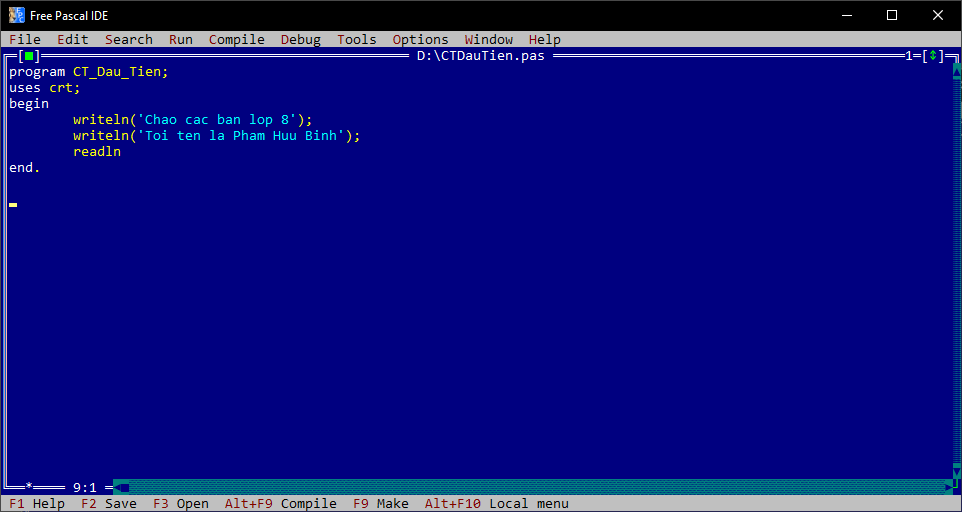 Free Pascal IDE
File Edit Search Run Compile Debug Tools Options Window Help
[■] D:\CTDauTien.pas 1=[↕]
program CT_Dau_Tien;
uses crt;
begin
        writeln('Chao cac ban lop 8');
        writeln('Toi ten la Pham Huu Binh');
        readln
end.
* 9:1
F1 Help F2 Save F3 Open Alt+F9 Compile F9 Make Alt+F10 Local menu